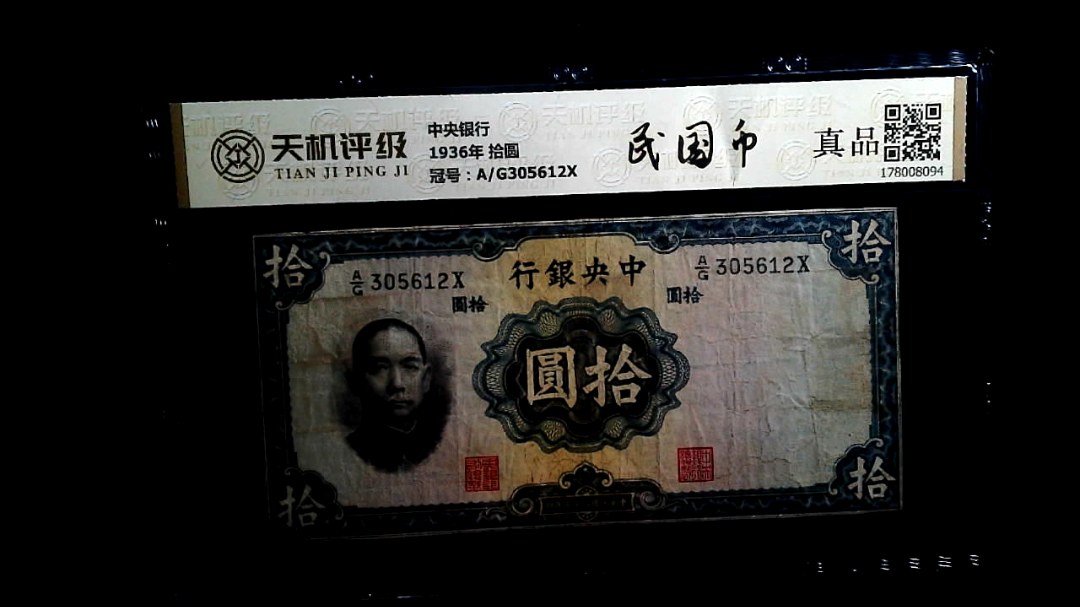 天机评级
TIAN JI PING JI
中央银行
1936年 拾圆
冠号：A/G305612X
民国币
真品
178008094
拾
拾
A/G 305612X
行銀央中
A/G 305612X
圓拾
圓拾
圓拾
拾
拾